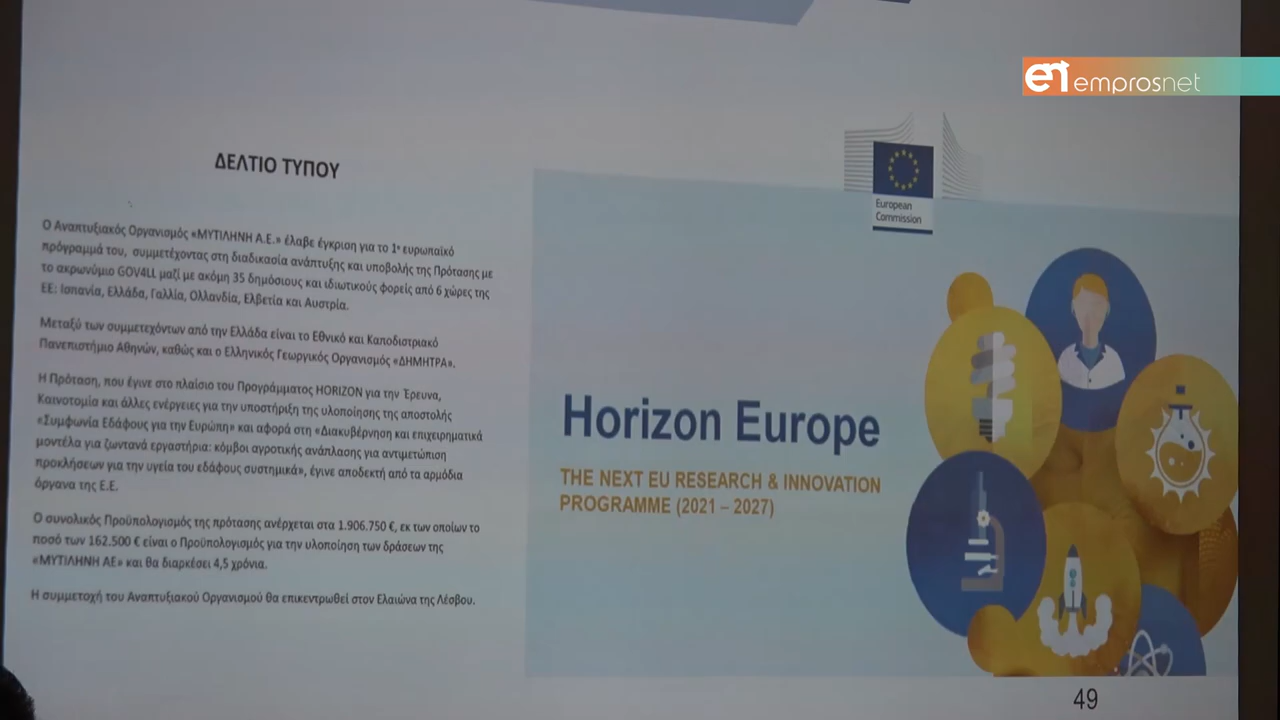 en emprosnet
ΔΕΛΤΙΟ ΤΥΠΟΥ
Ο Αναπτυξιακός Οργανισμός «ΜΥΤΙΛΗΝΗ Α.Ε.» έλαβε έγκριση για το 1ο ευρωπαϊκό
πρόγραμμά του, συμμετέχοντας στη διαδικασία ανάπτυξης και υποβολής της Πρότασης με
το ακρωνύμιο GOV4LL μαζί με ακόμη 35 δημόσιους και ιδιωτικούς φορείς από 6 χώρες της
ΕΕ: Ισπανία, Ελλάδα, Γαλλία, Ολλανδία, Ελβετία και Αυστρία.
Μεταξύ των συμμετεχόντων από την Ελλάδα είναι το Εθνικό και Καποδιστριακό
Πανεπιστήμιο Αθηνών, καθώς και ο Ελληνικός Γεωργικός Οργανισμός «ΔΗΜΗΤΡΑ».
Η Πρόταση, που έγινε στο πλαίσιο του Προγράμματος HORIZON για την Έρευνα,
Καινοτομία και άλλες ενέργειες για την υποστήριξη της υλοποίησης της αποστολής
«Συμφωνία Εδάφους για την Ευρώπη» και αφορά στη «Διακυβέρνηση και επιχειρηματικά
μοντέλα για ζωντανά εργαστήρια: κόμβοι αγροτικής ανάπλασης για αντιμετώπιση
προκλήσεων για την υγεία του εδάφους συστημικά», έγινε αποδεκτή από τα αρμόδια
όργανα της Ε.Ε.
Ο συνολικός Προϋπολογισμός της πρότασης ανέρχεται στα 1.906.750 €, εκ των οποίων το
ποσό των 162.500 € είναι ο Προϋπολογισμός για την υλοποίηση των δράσεων της
«ΜΥΤΙΛΗΝΗ ΑΕ» και θα διαρκέσει 4,5 χρόνια.
Η συμμετοχή του Αναπτυξιακού Οργανισμού θα επικεντρωθεί στον Ελαιώνα της Λέσβου.
European
Commission
Horizon Europe
THE NEXT EU RESEARCH & INNOVATION
PROGRAMME (2021 – 2027)
49